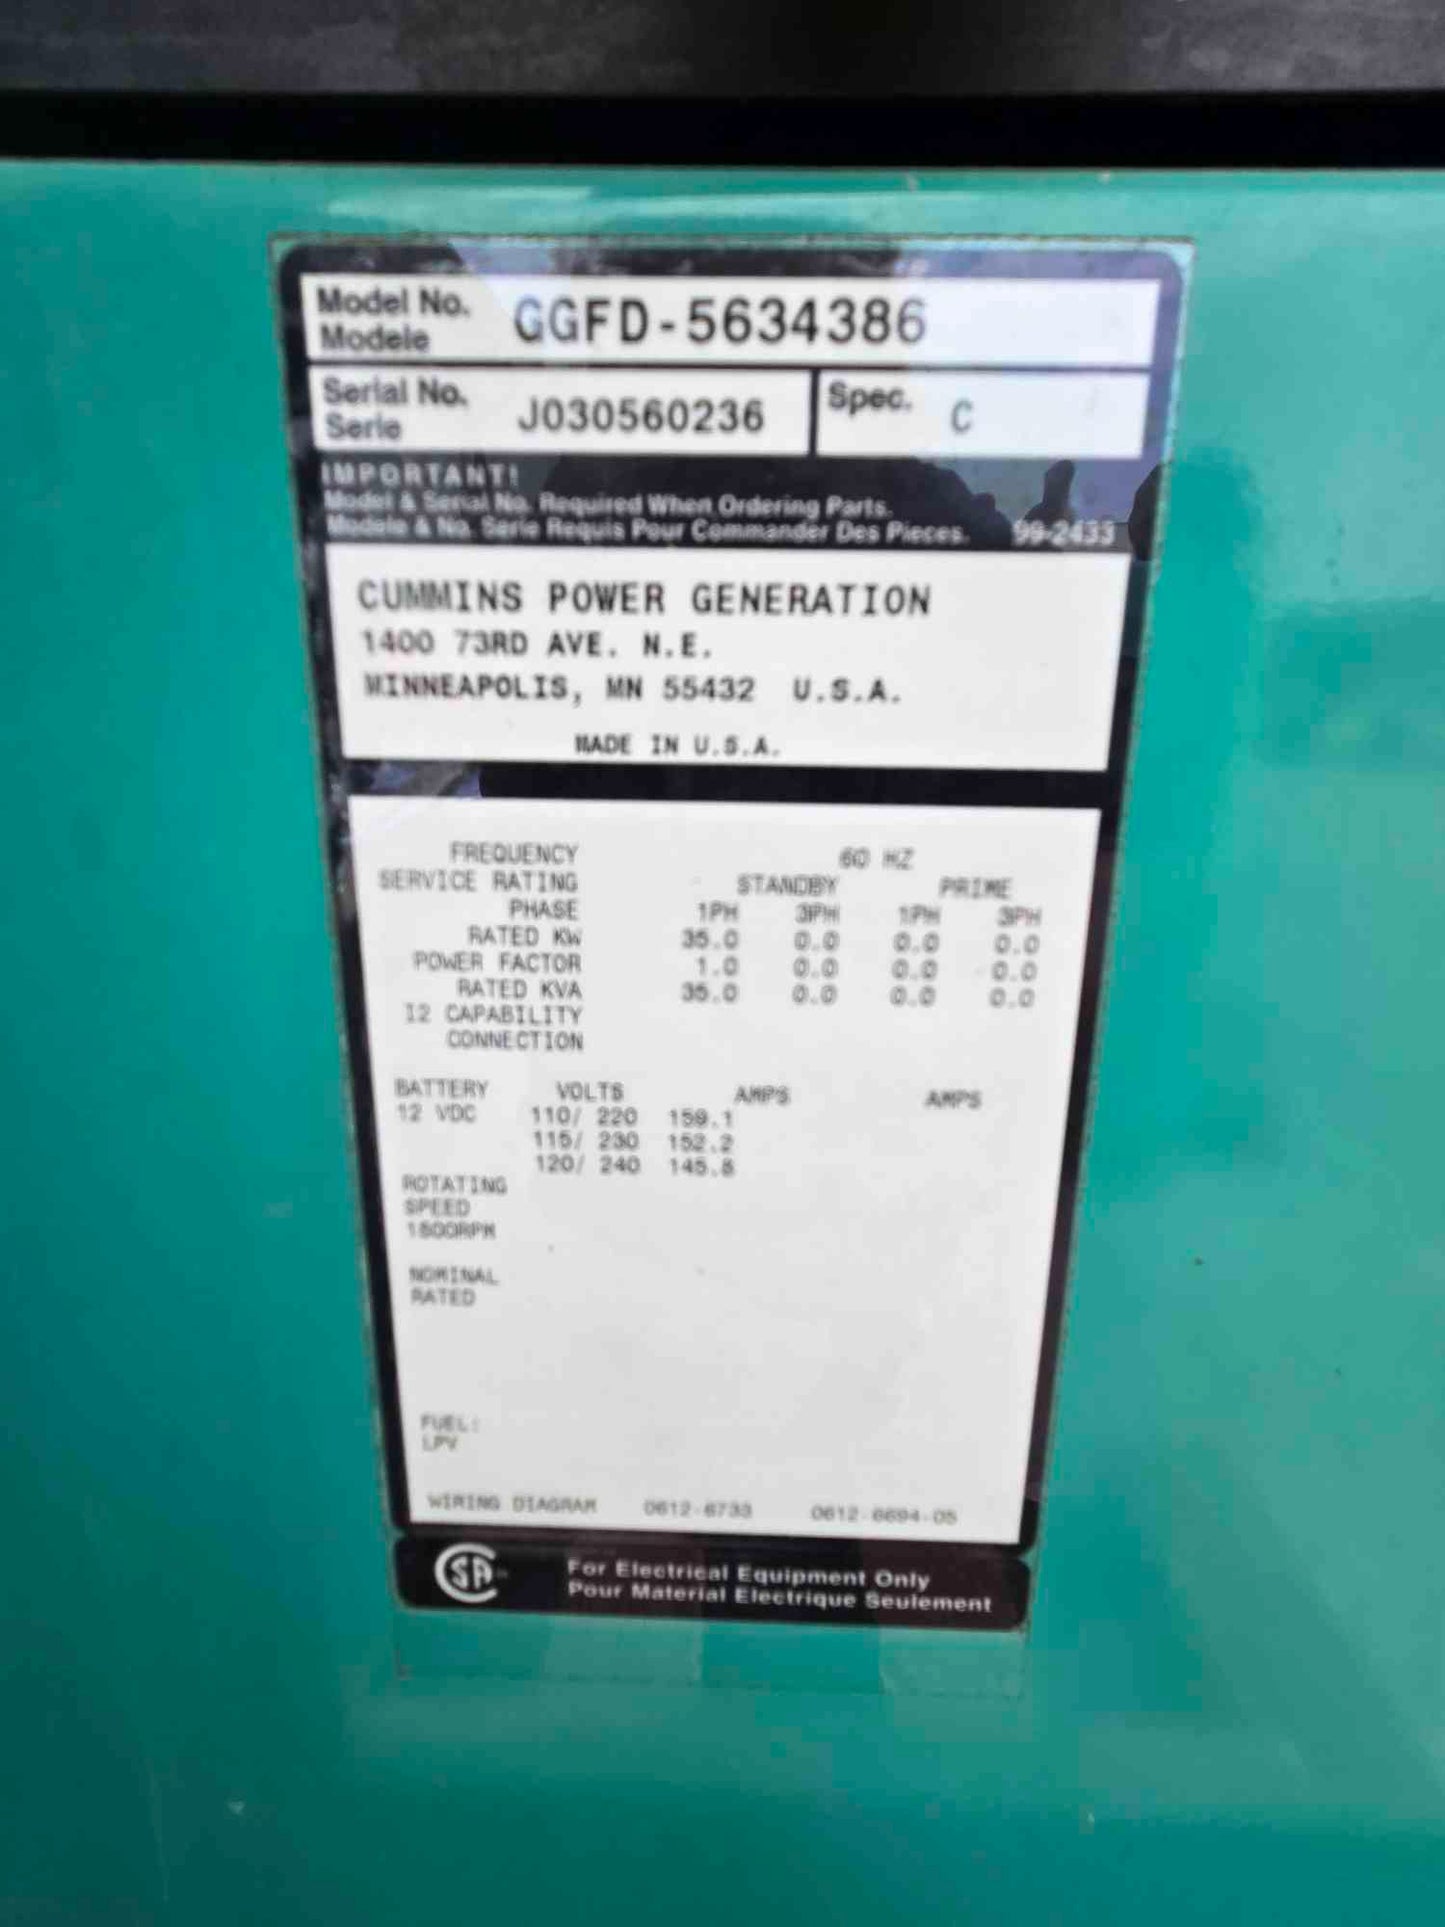 Model No. GGFD-5634386
Modele
Serial No. J030560236 Spec. C
Serie
IMPORTANT!
Model & Serial No. Required When Ordering Parts.
Modele & No. Serie Requis Pour Commander Des Pieces. 99-2433
CUMMINS POWER GENERATION
1400 73RD AVE. N.E.
MINNEAPOLIS, MN 55432 U.S.A.
MADE IN U.S.A.
FREQUENCY 60 HZ
SERVICE RATING STANDBY PRIME
PHASE 1PH 3PH 1PH 3PH
RATED KW 35.0 0.0 0.0 0.0
POWER FACTOR 1.0 0.0 0.0 0.0
RATED KVA 35.0 0.0 0.0 0.0
I2 CAPABILITY
CONNECTION
BATTERY VOLTS AMPS AMPS
12 VDC 110/ 220 159.1
115/ 230 152.2
120/ 240 145.8
ROTATING
SPEED
1800RPM
NOMINAL
RATED
FUEL:
LPV
WIRING DIAGRAM 0612-6733 0612-6694-05
CSA For Electrical Equipment Only
Pour Material Electrique Seulement